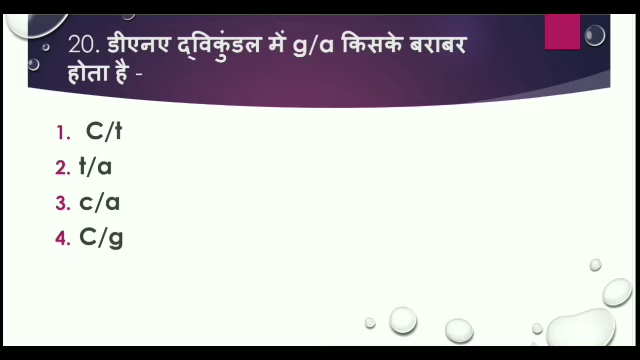 20. डीएनए द्विकुंडल में g/a किसके बराबर
होता है -
1. C/t
2. t/a
3. c/a
4. C/g